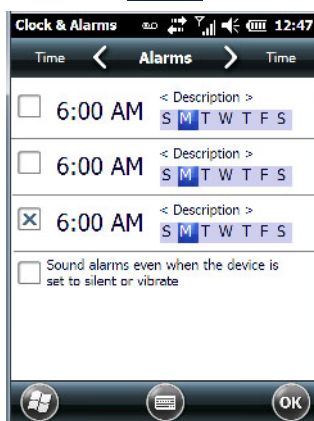 Clock & Alarms 12:47
Time Alarms Time
6:00 AM < Description >
S M T W T F S
6:00 AM < Description >
S M T W T F S
6:00 AM < Description >
S M T W T F S
Sound alarms even when the device is
set to silent or vibrate
OK